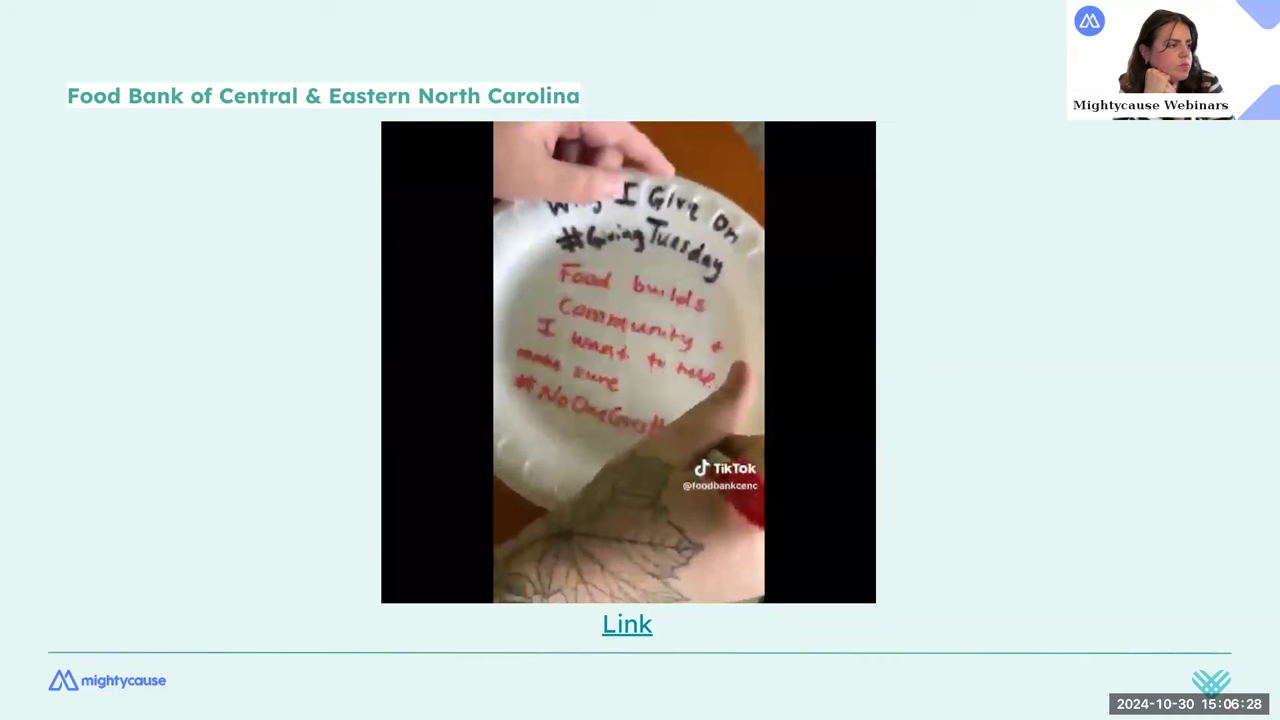 Food Bank of Central & Eastern North Carolina
Mightycause Webinars
I Give on
#GivingTuesday
Food builds
Community +
I want to help
make sure
TikTok
@foodbankcenc
Link
mightycause
2024-10-30 15:06:28